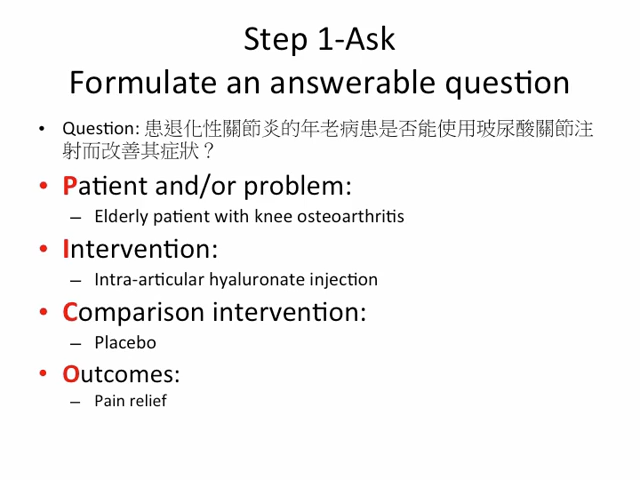 Step 1-Ask
Formulate an answerable question
• Question: 患退化性關節炎的年老病患是否能使用玻尿酸關節注
射而改善其症狀？
• Patient and/or problem:
– Elderly patient with knee osteoarthritis
• Intervention:
– Intra-articular hyaluronate injection
• Comparison intervention:
– Placebo
• Outcomes:
– Pain relief